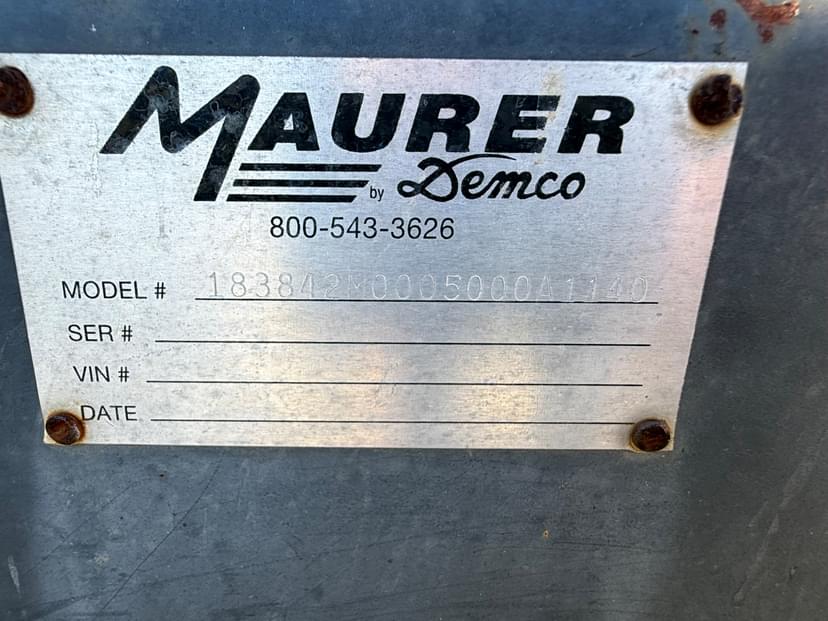 MAURER
by Demco
800-543-3626
MODEL # 183842M0005000A1140
SER #
VIN #
DATE